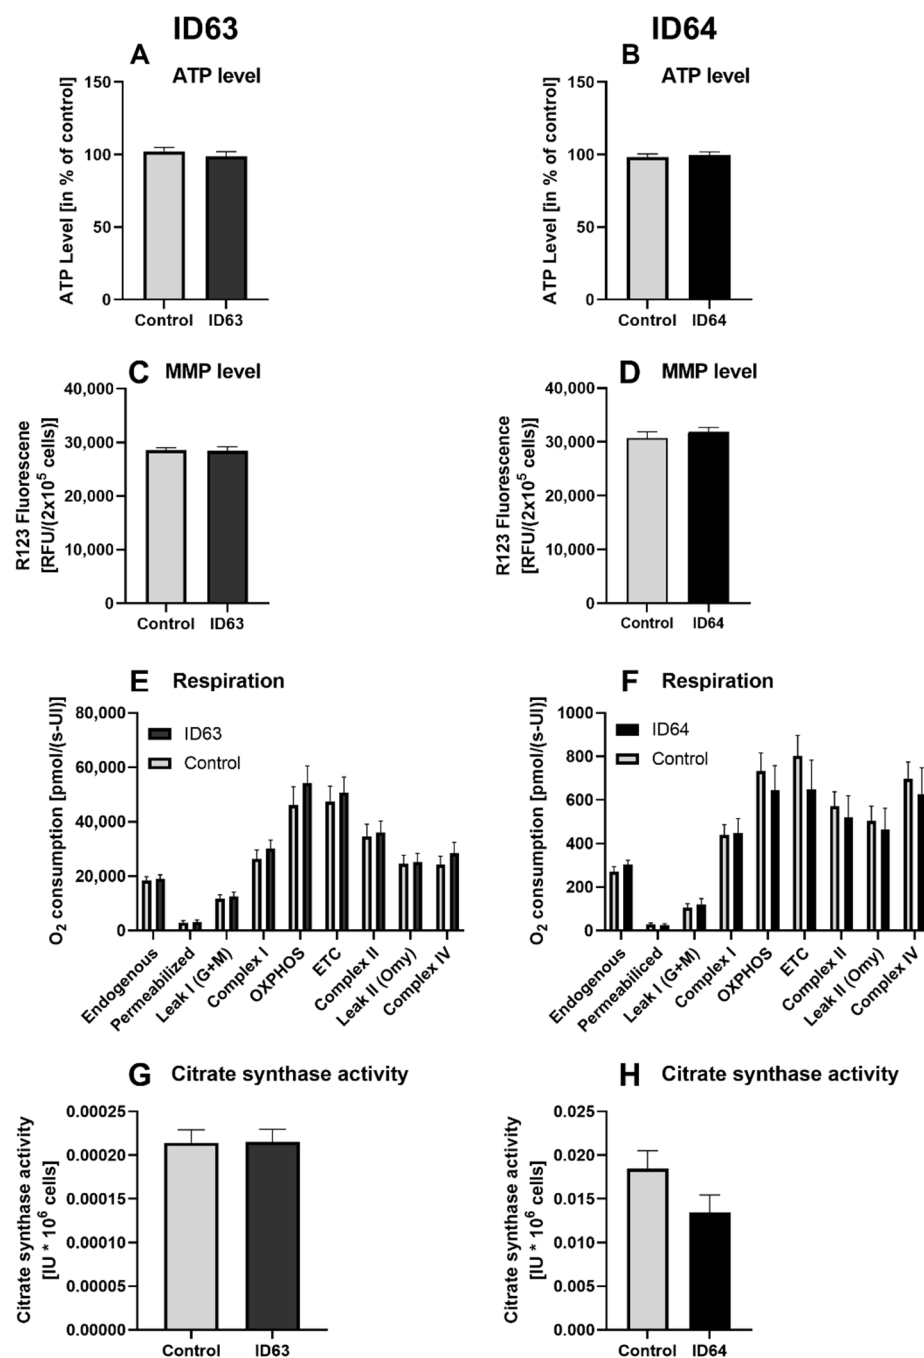 ID63
ID64
A
ATP level
ATP Level [in % of control]
150
100
50
0
Control
ID63
B
ATP level
ATP Level [in % of control]
150
100
50
0
Control
ID64
C
MMP level
R123 Fluorescene
[RFU/(2x10⁵ cells)]
40,000
30,000
20,000
10,000
0
Control
ID63
D
MMP level
R123 Fluorescence
[RFU/(2x10⁵ cells)]
40,000
30,000
20,000
10,000
0
Control
ID64
E
Respiration
O₂ consumption [pmol/(s-UI)]
80,000
60,000
40,000
20,000
0
ID63
Control
Endogenous
Permeabilized
Leak I (G+M)
Complex I
OXPHOS
ETC
Complex II
Leak II (Omy)
Complex IV
F
Respiration
O₂ consumption [pmol/(s-UI)]
1000
800
600
400
200
0
ID64
Control
Endogenous
Permeabiliced
Leak I (G+M)
Complex I
OXPHOS
ETC
Complex II
Leak II (Omy)
Complex IV
G
Citrate synthase activity
Citrate synthase activity
[IU * 10⁶ cells]
0.00025
0.00020
0.00015
0.00010
0.00005
0.00000
Control
ID63
H
Citrate synthase activity
Citrate synthase activity
[IU * 10⁶ cells]
0.025
0.020
0.015
0.010
0.005
0.000
Control
ID64